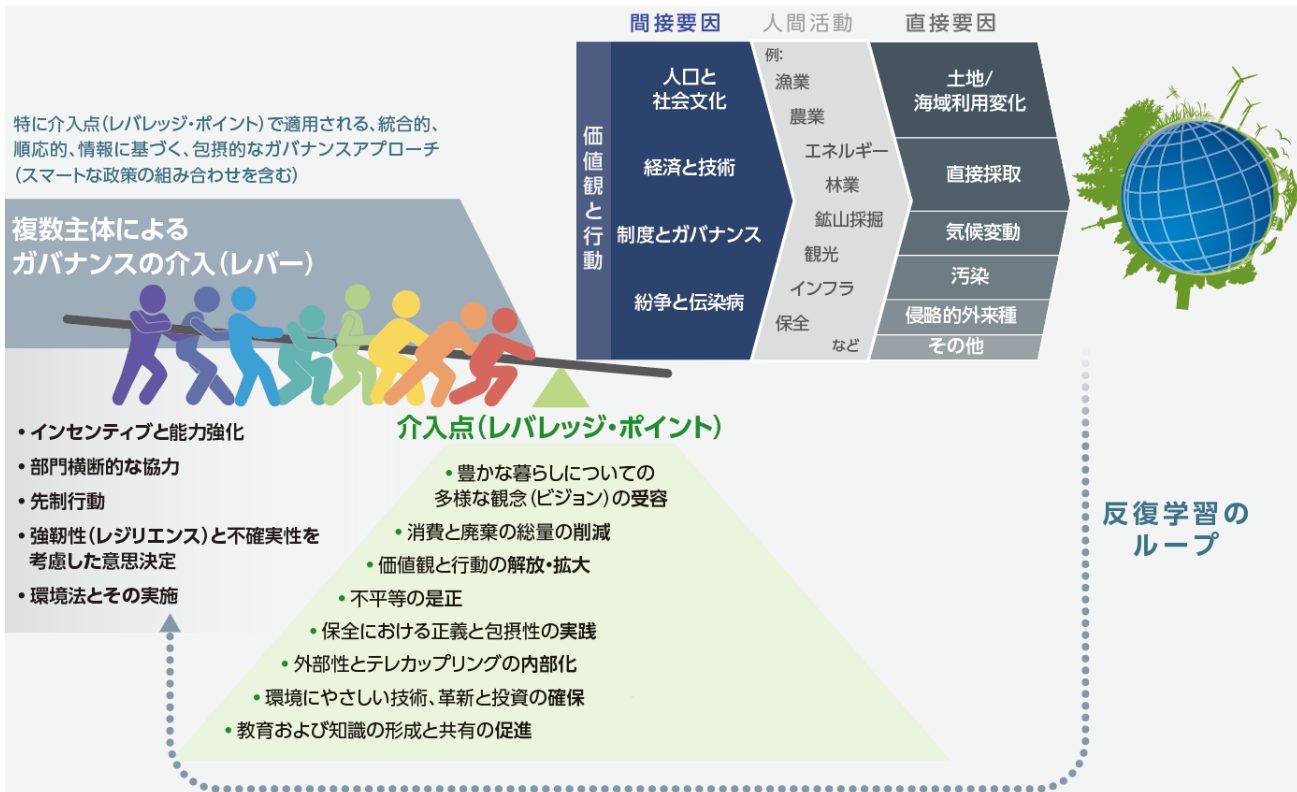 特に介入点(レバレッジ・ポイント)で適用される、統合的、
順応的、情報に基づく、包摂的なガバナンスアプローチ
(スマートな政策の組み合わせを含む)
複数主体による
ガバナンスの介入(レバー)
・インセンティブと能力強化
・部門横断的な協力
・先制行動
・強靭性(レジリエンス)と不確実性を
考慮した意思決定
・環境法とその実施
間接要因
人間活動
直接要因
価値観と行動
人口と
社会文化
経済と技術
制度とガバナンス
紛争と伝染病
例:
漁業
農業
エネルギー
林業
鉱山採掘
観光
インフラ
保全
など
土地/
海域利用変化
直接採取
気候変動
汚染
侵略的外来種
その他
介入点(レバレッジ・ポイント)
・豊かな暮らしについての
多様な観念(ビジョン)の受容
・消費と廃棄の総量の削減
・価値観と行動の解放・拡大
・不平等の是正
・保全における正義と包摂性の実践
・外部性とテレカップリングの内部化
・環境にやさしい技術、革新と投資の確保
・教育および知識の形成と共有の促進
反復学習の
ループ